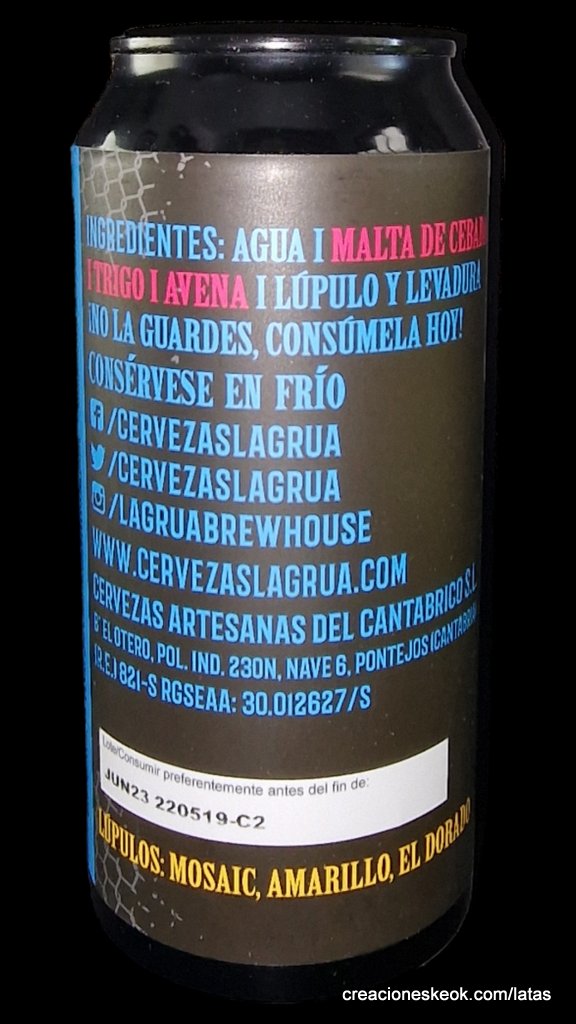 INGREDIENTES: AGUA I MALTA DE CEBADA
I TRIGO I AVENA I LÚPULO Y LEVADURA
¡NO LA GUARDES, CONSÚMELA HOY!
CONSÉRVESE EN FRÍO
/CERVEZASLAGRUA
/CERVEZASLAGRUA
/LAGRUABREWHOUSE
WWW.CERVEZASLAGRUA.COM
CERVEZAS ARTESANAS DEL CANTABRICO S.L.
Bº EL OTERO, POL. IND. 230N, NAVE 6, PONTEJOS (CANTABRIA)
(R.E.) 821-S RGSEAA: 30.012627/S
Lote/Consumir preferentemente antes del fin de:
JUN23 220519-C2
LÚPULOS: MOSAIC, AMARILLO, EL DORADO
creacioneskeok.com/latas